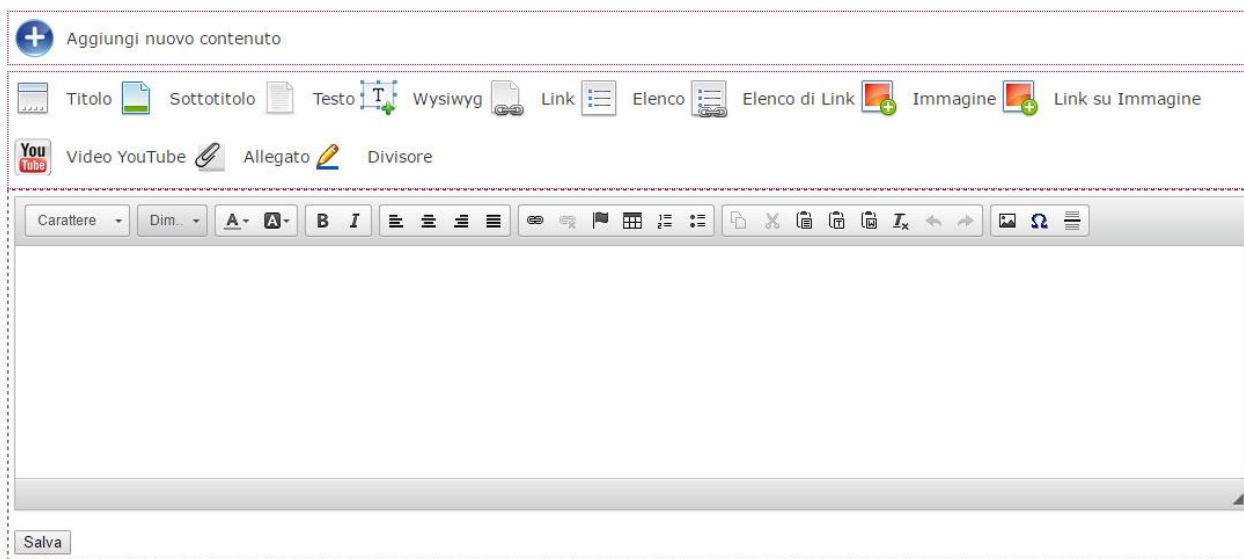 Aggiungi nuovo contenuto
Titolo Sottotitolo Testo T Wysiwyg Link Elenco Elenco di Link Immagine Link su Immagine
You Tube Video YouTube Allegato Divisore
Carattere Dim.. A A B I Ω
Salva